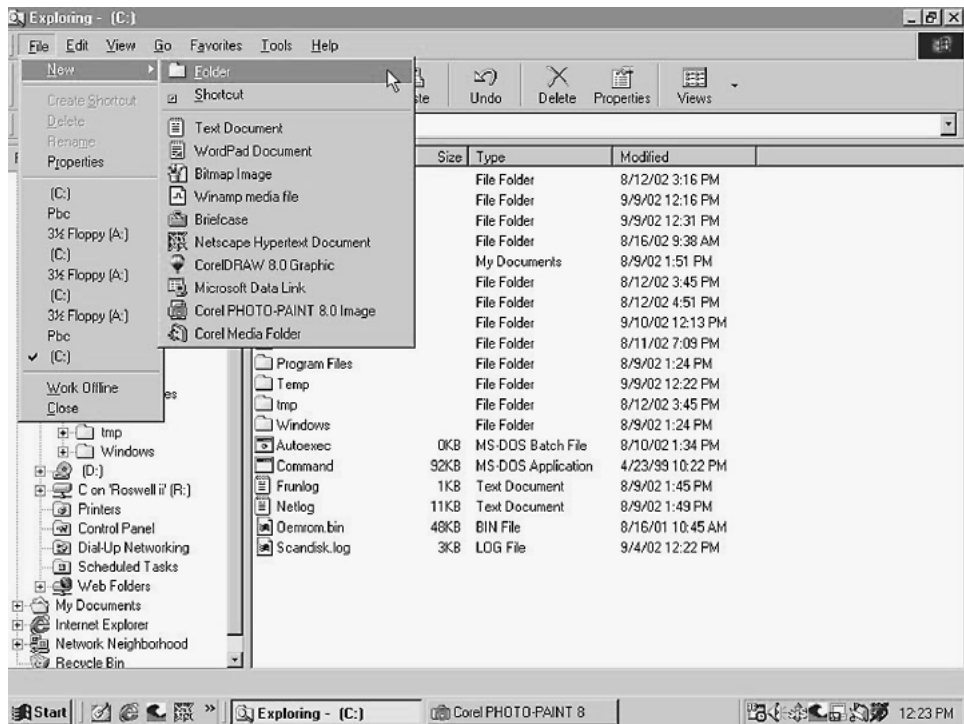 Exploring - (C:)
File Edit View Go Favorites Tools Help
New
Create Shortcut
Delete
Rename
Properties
(C:)
Pbc
3½ Floppy (A:)
(C:)
3½ Floppy (A:)
(C:)
3½ Floppy (A:)
Pbc
(C:)
Work Offline
Close
Folder
Shortcut
Text Document
WordPad Document
Bitmap Image
Winamp media file
Briefcase
Netscape Hypertext Document
CorelDRAW 8.0 Graphic
Microsoft Data Link
Corel PHOTO-PAINT 8.0 Image
Corel Media Folder
Undo Delete Properties Views
Size Type Modified
File Folder 8/12/02 3:16 PM
File Folder 9/9/02 12:16 PM
File Folder 9/9/02 12:31 PM
File Folder 8/16/02 9:38 AM
My Documents 8/9/02 1:51 PM
File Folder 8/12/02 3:45 PM
File Folder 8/12/02 4:51 PM
File Folder 9/10/02 12:13 PM
File Folder 8/11/02 7:09 PM
Program Files File Folder 8/9/02 1:24 PM
Temp File Folder 9/9/02 12:22 PM
tmp File Folder 8/12/02 3:45 PM
Windows File Folder 8/9/02 1:24 PM
Autoexec 0KB MS-DOS Batch File 8/10/02 1:34 PM
Command 92KB MS-DOS Application 4/23/99 10:22 PM
Frunlog 1KB Text Document 8/9/02 1:45 PM
Netlog 11KB Text Document 8/9/02 1:49 PM
Oemrom.bin 48KB BIN File 8/16/01 10:45 AM
Scandisk.log 3KB LOG File 9/4/02 12:22 PM
tmp
Windows
(D:)
C on 'Roswell ii' (R:)
Printers
Control Panel
Dial-Up Networking
Scheduled Tasks
Web Folders
My Documents
Internet Explorer
Network Neighborhood
Recycle Bin
Start Exploring - (C:) Corel PHOTO-PAINT 8 12:23 PM